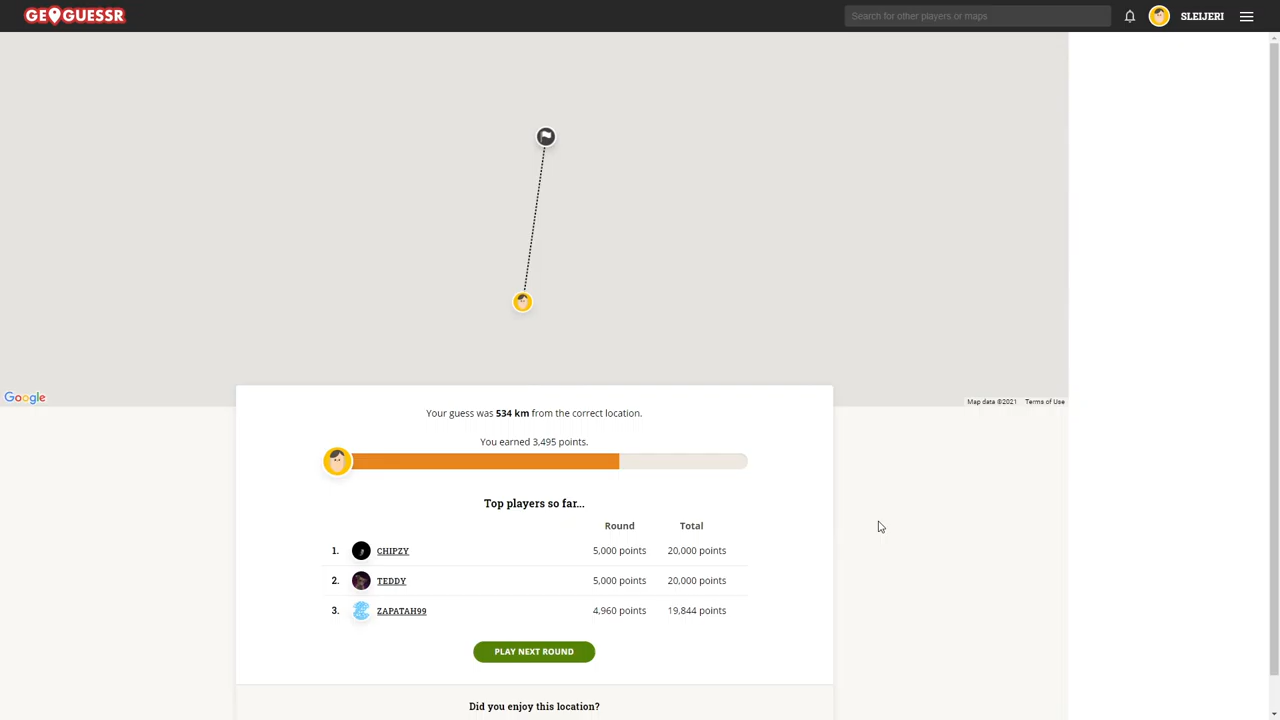 GEOGUESSR
Search for other players or maps
SLEIJERI
Google
Map data ©2021 Terms of Use
Your guess was 534 km from the correct location.
You earned 3,495 points.
Top players so far...
Round Total
1. CHIPZY 5,000 points 20,000 points
2. TEDDY 5,000 points 20,000 points
3. ZAPATAH99 4,960 points 19,844 points
PLAY NEXT ROUND
Did you enjoy this location?